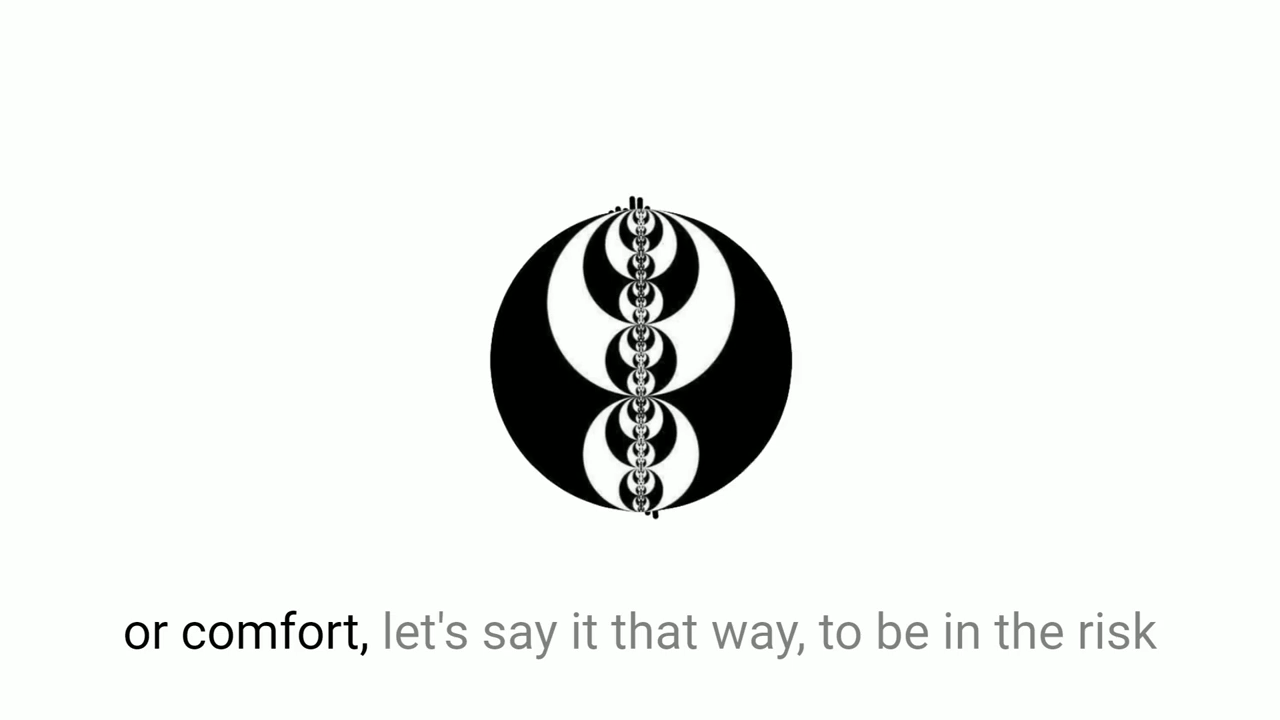 or comfort, let's say it that way, to be in the risk